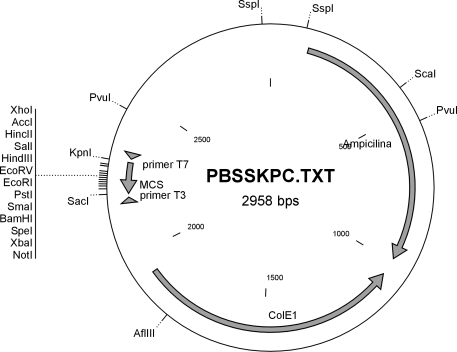 SspI
SspI
ScaI
PvuI
PvuI
XhoI
AccI
HincII
SalI
HindIII
EcoRV
EcoRI
PstI
SmaI
BamHI
SpeI
XbaI
NotI
KpnI
SacI
AflIII
2500
500
Ampicilina
primer T7
MCS
primer T3
PBSSKPC.TXT
2958 bps
2000
1000
1500
ColE1